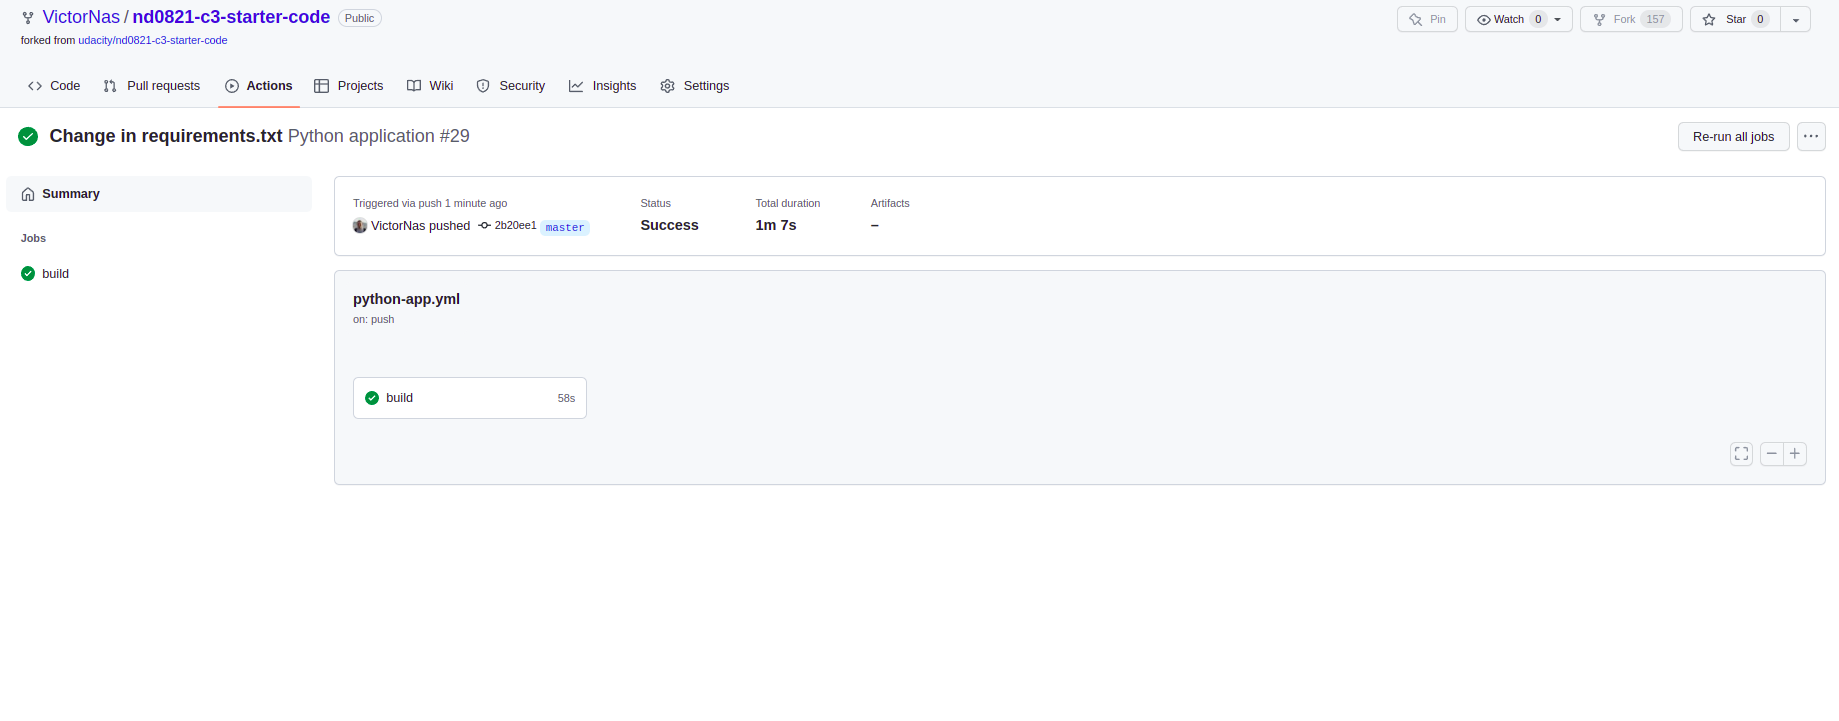 VictorNas / nd0821-c3-starter-code Public Pin Watch 0 Fork 157 Star 0
forked from udacity/nd0821-c3-starter-code
Code Pull requests Actions Projects Wiki Security Insights Settings
Change in requirements.txt Python application #29 Re-run all jobs
Summary
Jobs
build
Triggered via push 1 minute ago Status Total duration Artifacts
VictorNas pushed 2b20ee1 master Success 1m 7s –
python-app.yml
on: push
build 58s